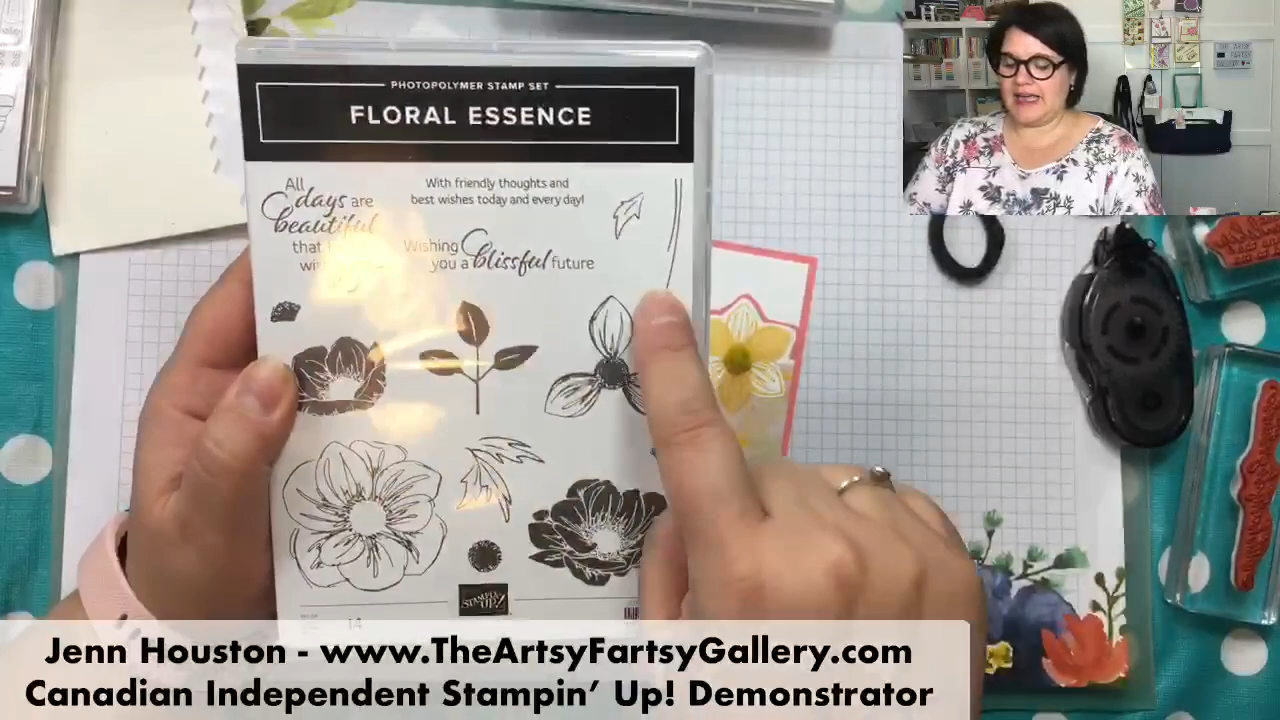 PHOTOPOLYMER STAMP SET
FLORAL ESSENCE
All
days are
beautiful
that
With friendly thoughts and
best wishes today and every day!
Wishing
you a blissful future
STAMPIN' UP!
14
Jenn Houston - www.TheArtsyFartsyGallery.com
Canadian Independent Stampin’ Up! Demonstrator